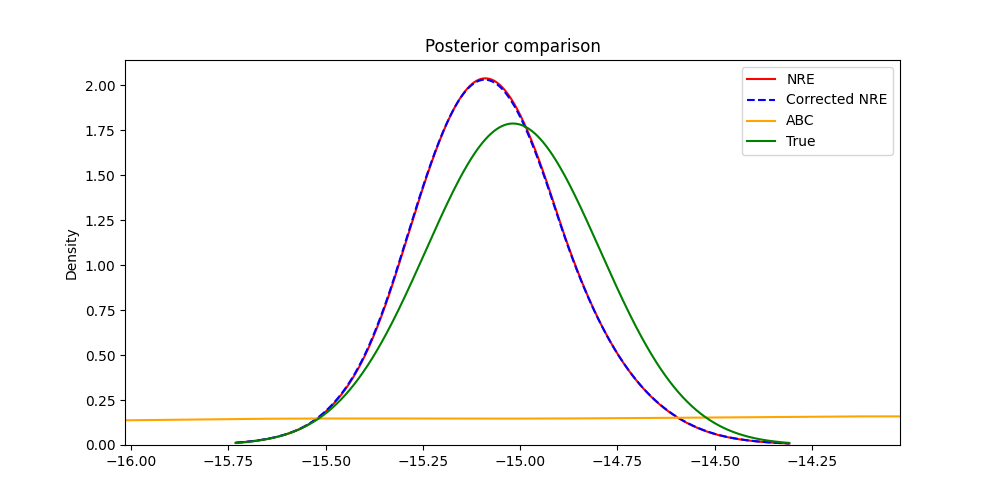 Posterior comparison
NRE
Corrected NRE
ABC
True
Density
2.00
1.75
1.50
1.25
1.00
0.75
0.50
0.25
0.00
−16.00 −15.75 −15.50 −15.25 −15.00 −14.75 −14.50 −14.25